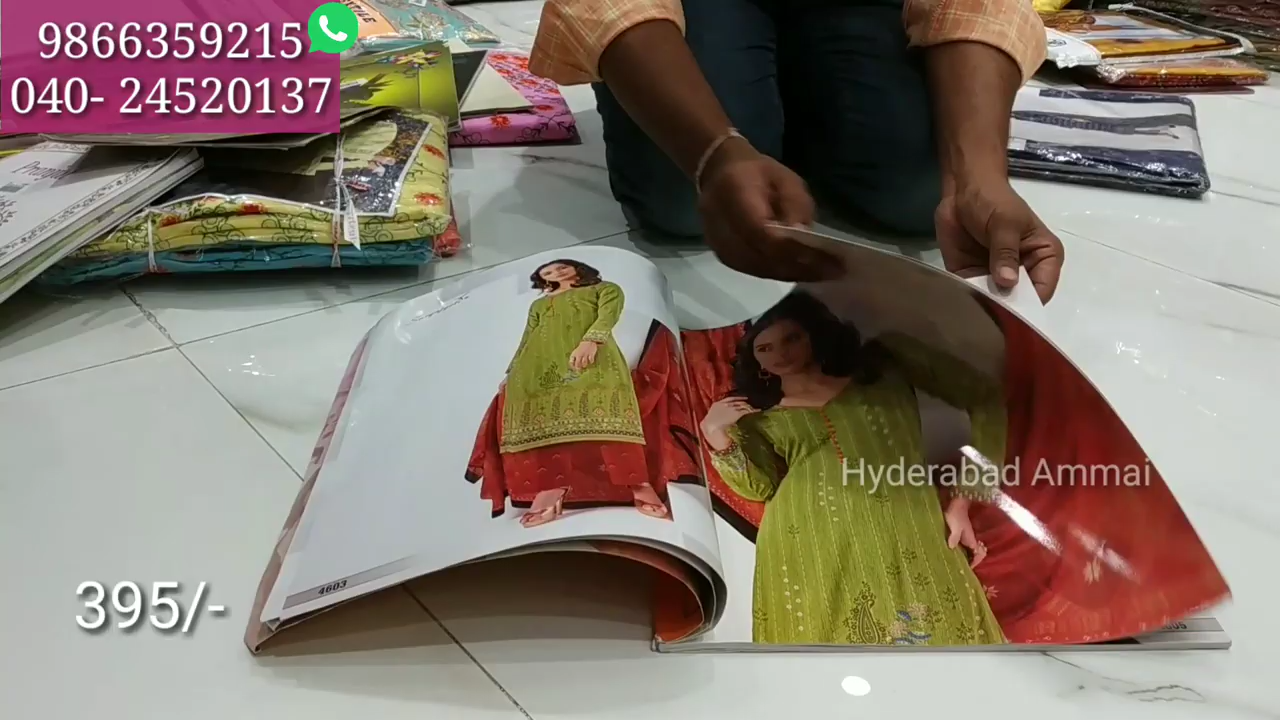 9866359215
040- 24520137
Hyderabad Ammai
4603
395/-